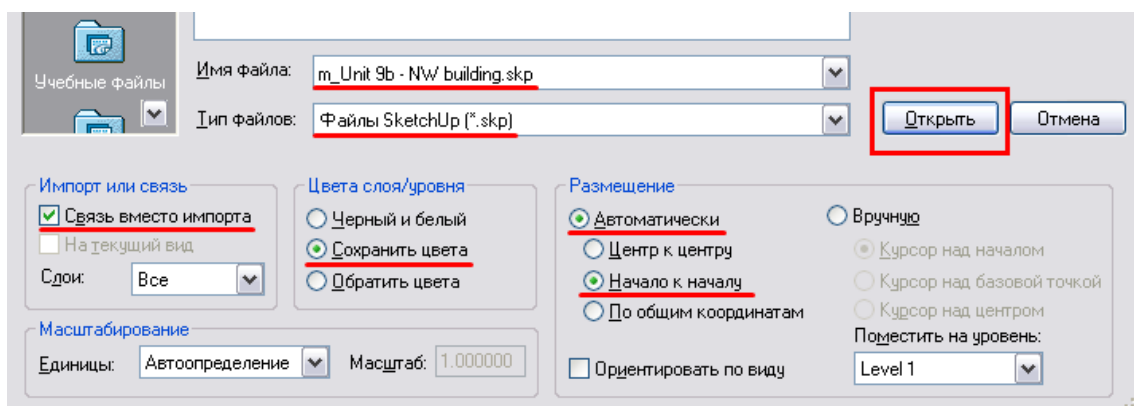 Учебные файлы
Имя файла: m_Unit 9b - NW building.skp
Тип файлов: Файлы SketchUp (*.skp)
Открыть Отмена
Импорт или связь
Связь вместо импорта
На текущий вид
Слои: Все
Цвета слоя/уровня
Черный и белый
Сохранить цвета
Обратить цвета
Масштабирование
Единицы: Автоопределение Масштаб: 1.000000
Размещение
Автоматически
Центр к центру
Начало к началу
По общим координатам
Ориентировать по виду
Вручную
Курсор над началом
Курсор над базовой точкой
Курсор над центром
Поместить на уровень:
Level 1